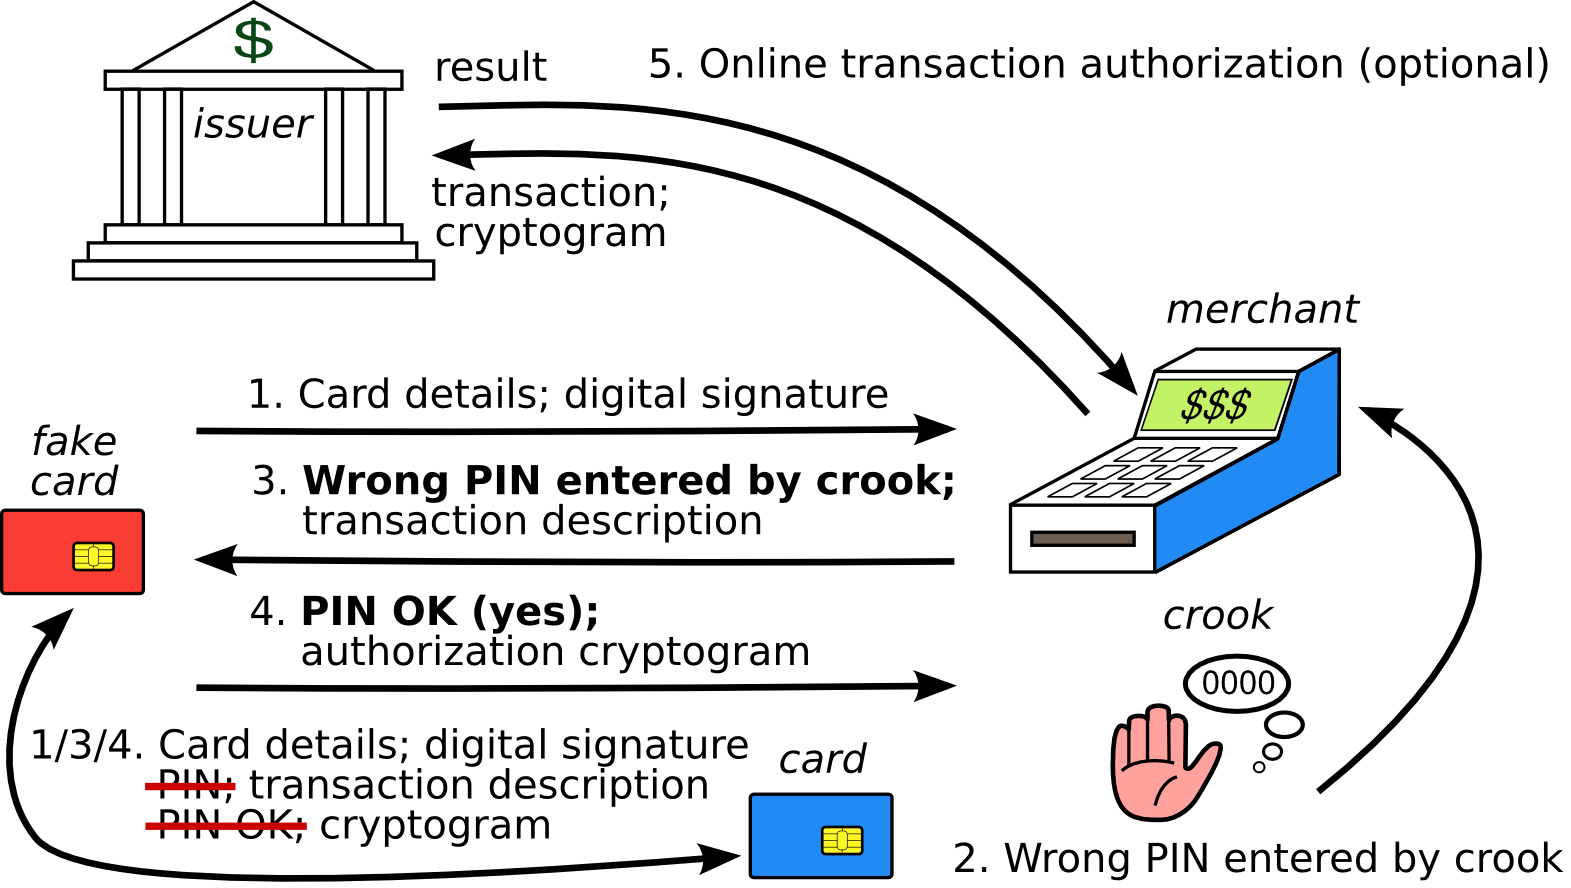 $
result
5. Online transaction authorization (optional)
issuer
transaction;
cryptogram
merchant
1. Card details; digital signature
$$$
fake
card
3. Wrong PIN entered by crook;
transaction description
4. PIN OK (yes);
authorization cryptogram
crook
0000
1/3/4. Card details; digital signature
PIN; transaction description
PIN OK; cryptogram
card
2. Wrong PIN entered by crook